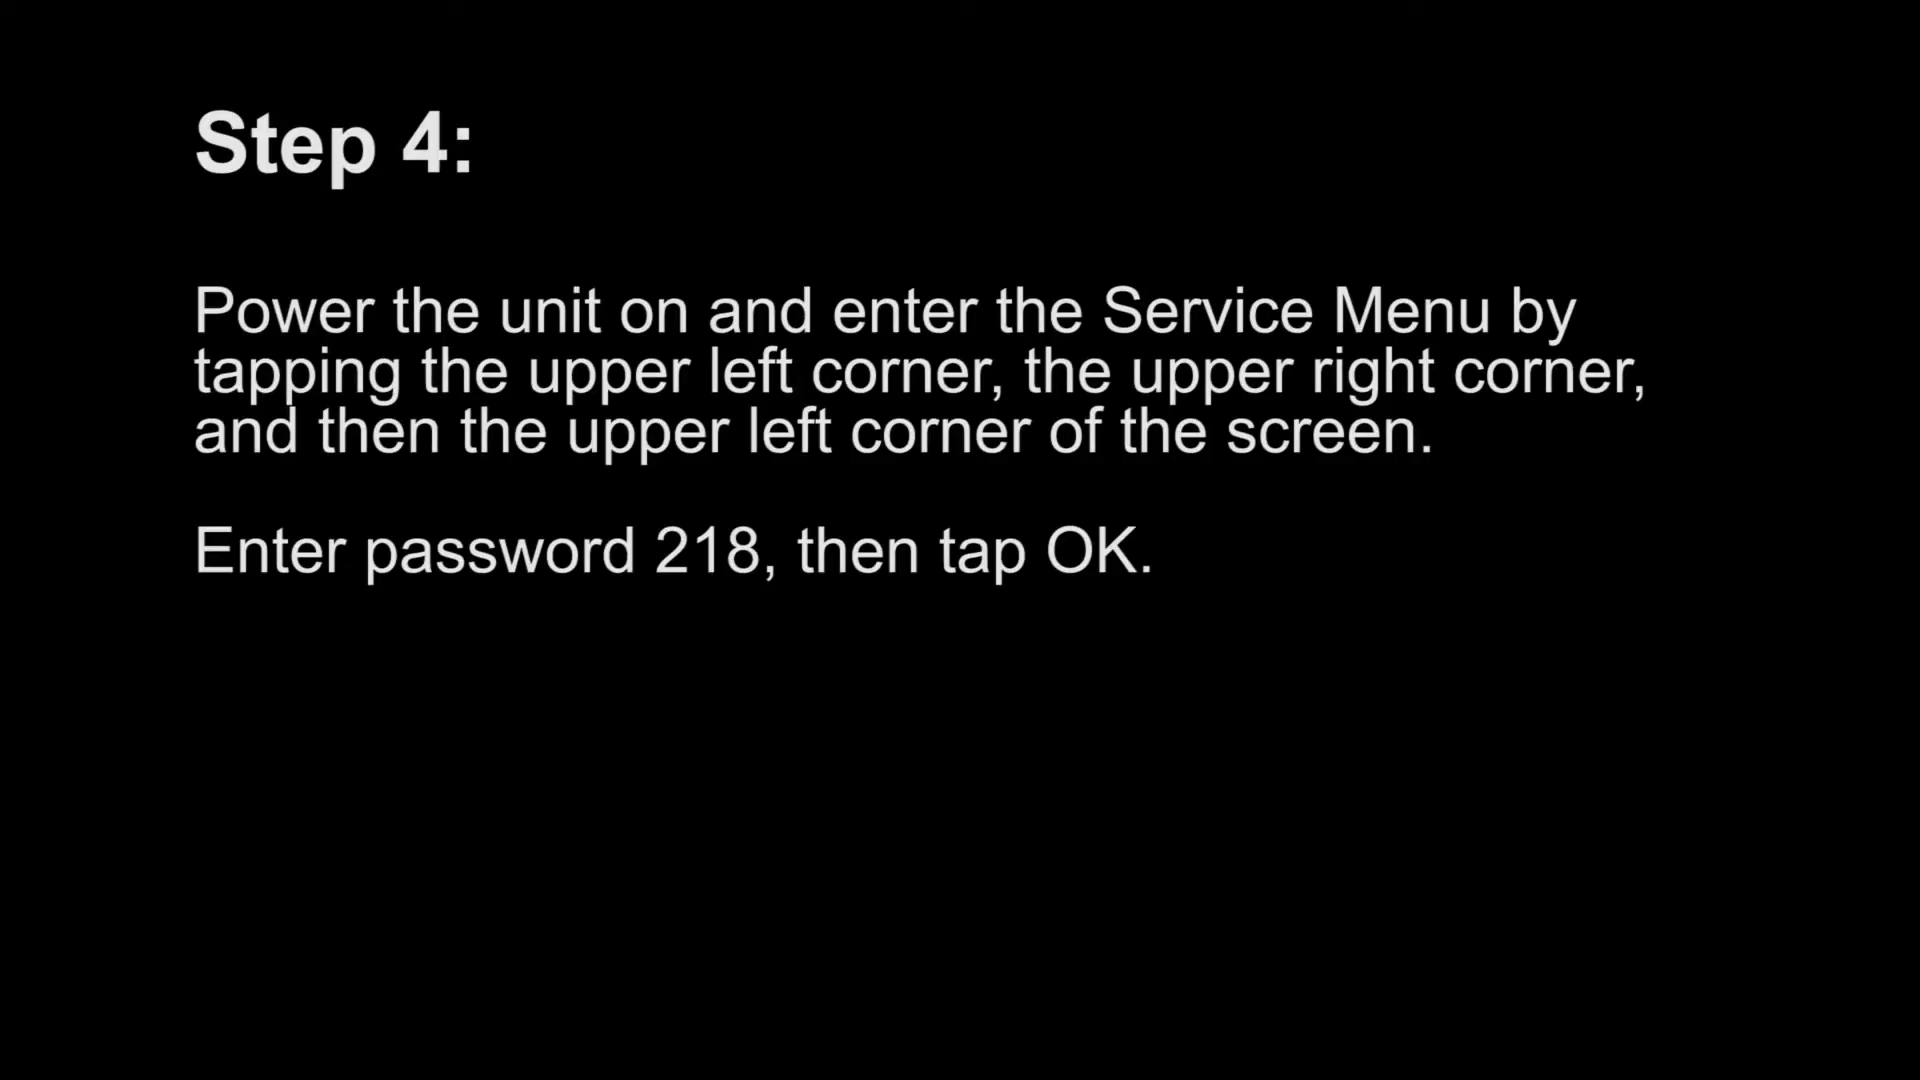 Step 4:
Power the unit on and enter the Service Menu by
tapping the upper left corner, the upper right corner,
and then the upper left corner of the screen.
Enter password 218, then tap OK.